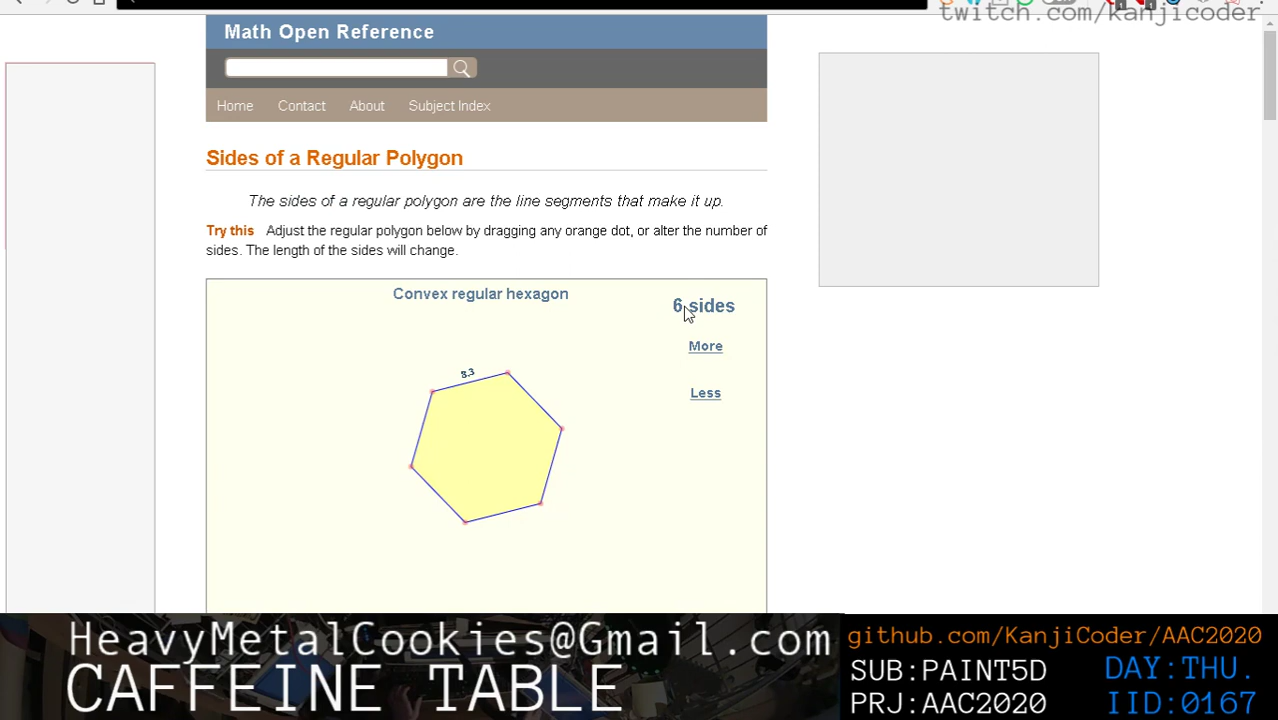 twitch.com/kanjicoder
Math Open Reference
Home Contact About Subject Index
Sides of a Regular Polygon
The sides of a regular polygon are the line segments that make it up.
Try this Adjust the regular polygon below by dragging any orange dot, or alter the number of
sides. The length of the sides will change.
Convex regular hexagon
6 sides
More
Less
8.3
HeavyMetalCookies@Gmail.com
CAFFEINE TABLE
github.com/KanjiCoder/AAC2020
SUB:PAINT5D
DAY:THU.
PRJ:AAC2020
IID:0167